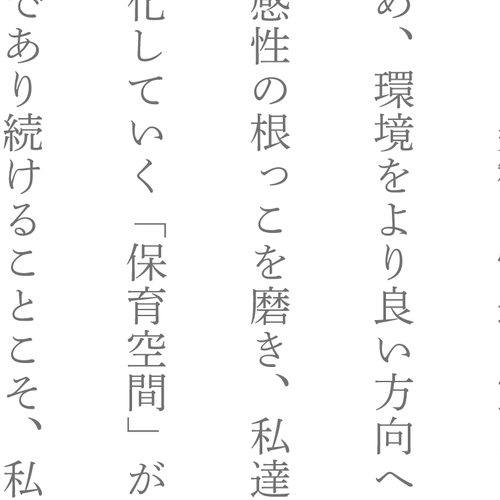 め、環境をより良い方向へ
感性の根っこを磨き、私達
化していく「保育空間」が
であり続けることこそ、私